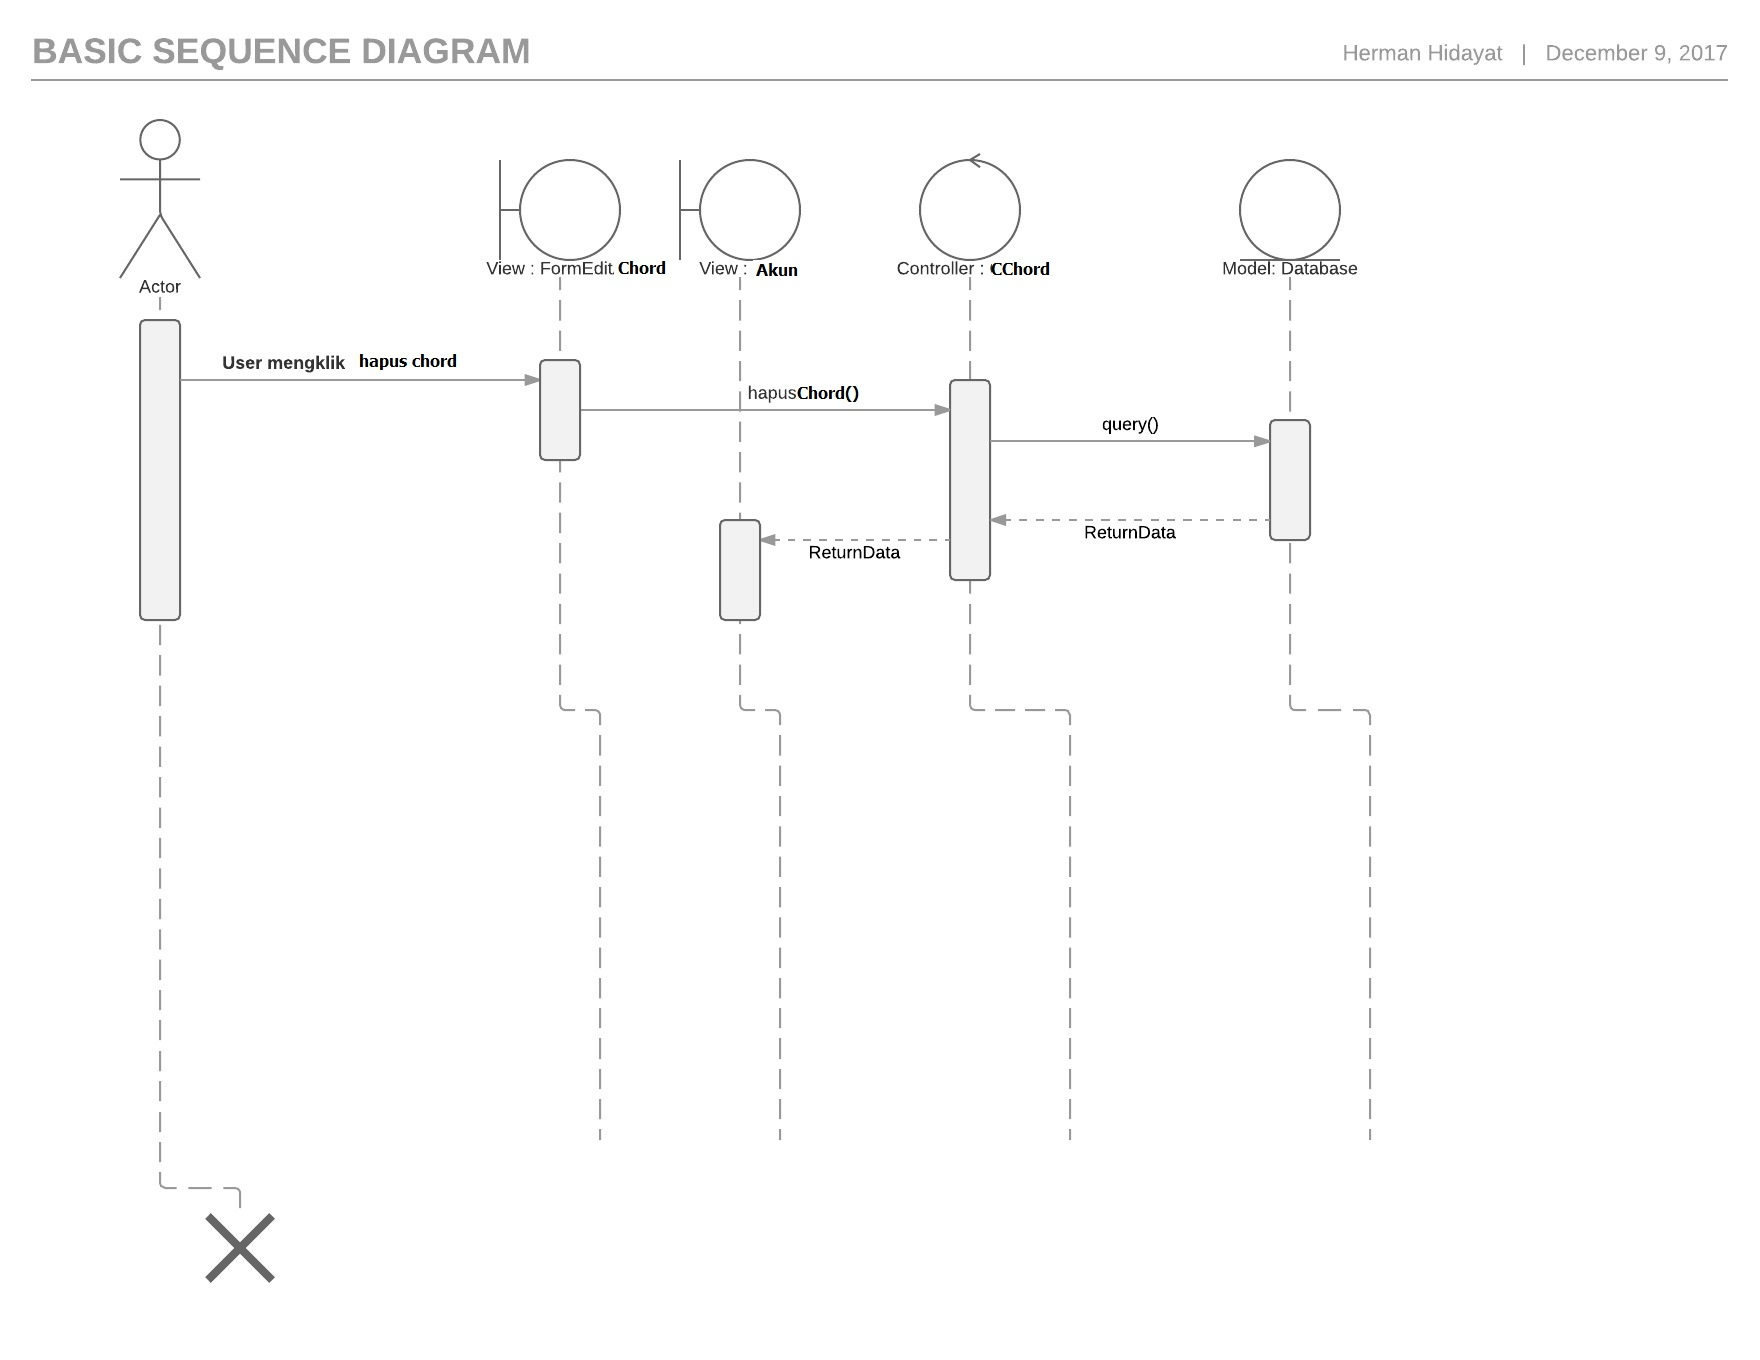 BASIC SEQUENCE DIAGRAM
Herman Hidayat | December 9, 2017
Actor
View : FormEdit Chord
View : Akun
Controller : CChord
Model: Database
User mengklik hapus chord
hapusChord()
query()
ReturnData
ReturnData